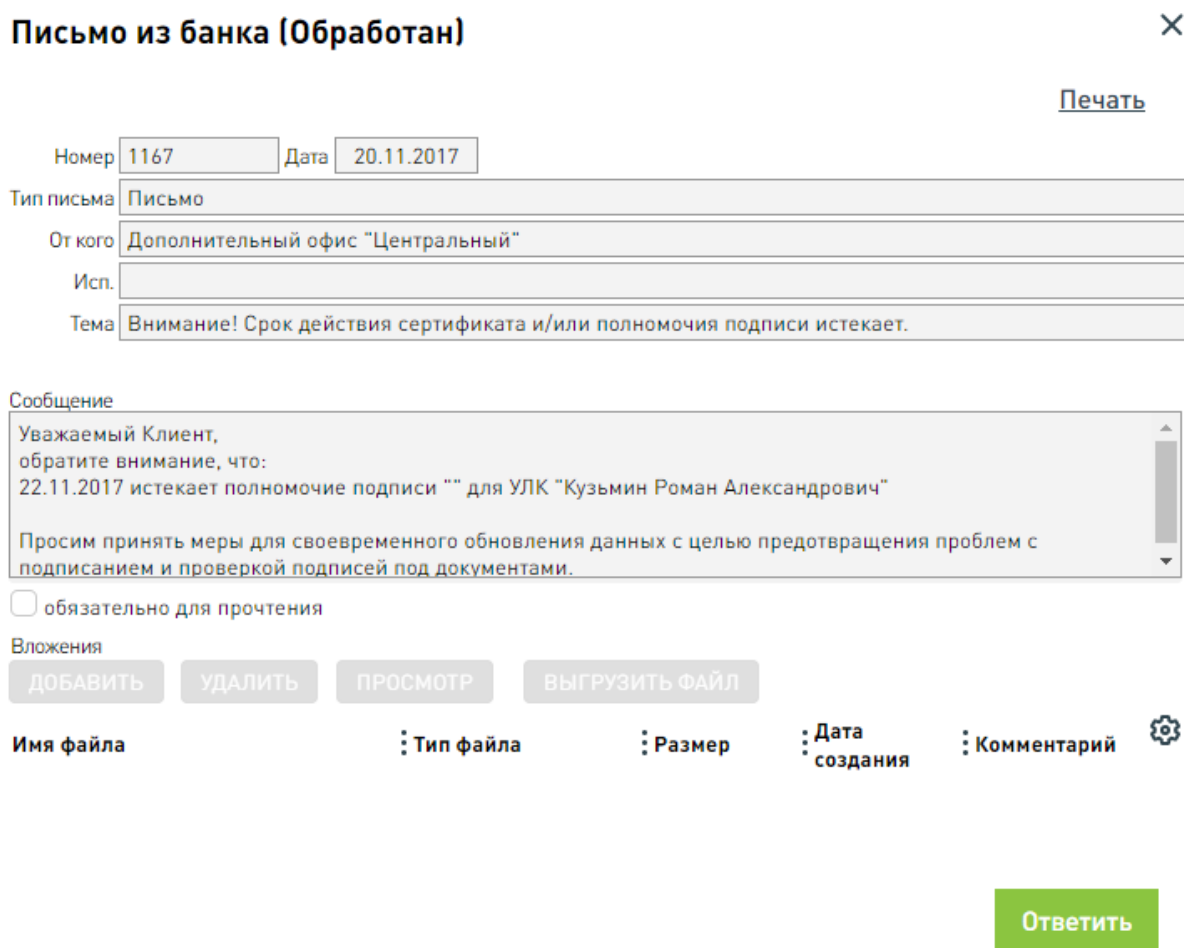 Письмо из банка (Обработан)
Печать
Номер 1167 Дата 20.11.2017
Тип письма Письмо
От кого Дополнительный офис "Центральный"
Исп.
Тема Внимание! Срок действия сертификата и/или полномочия подписи истекает.
Сообщение
Уважаемый Клиент,
обратите внимание, что:
22.11.2017 истекает полномочие подписи "" для УЛК "Кузьмин Роман Александрович"
Просим принять меры для своевременного обновления данных с целью предотвращения проблем с
подписанием и проверкой подписей под документами.
обязательно для прочтения
Вложения
ДОБАВИТЬ УДАЛИТЬ ПРОСМОТР ВЫГРУЗИТЬ ФАЙЛ
Имя файла Тип файла Размер Дата создания Комментарий
Ответить